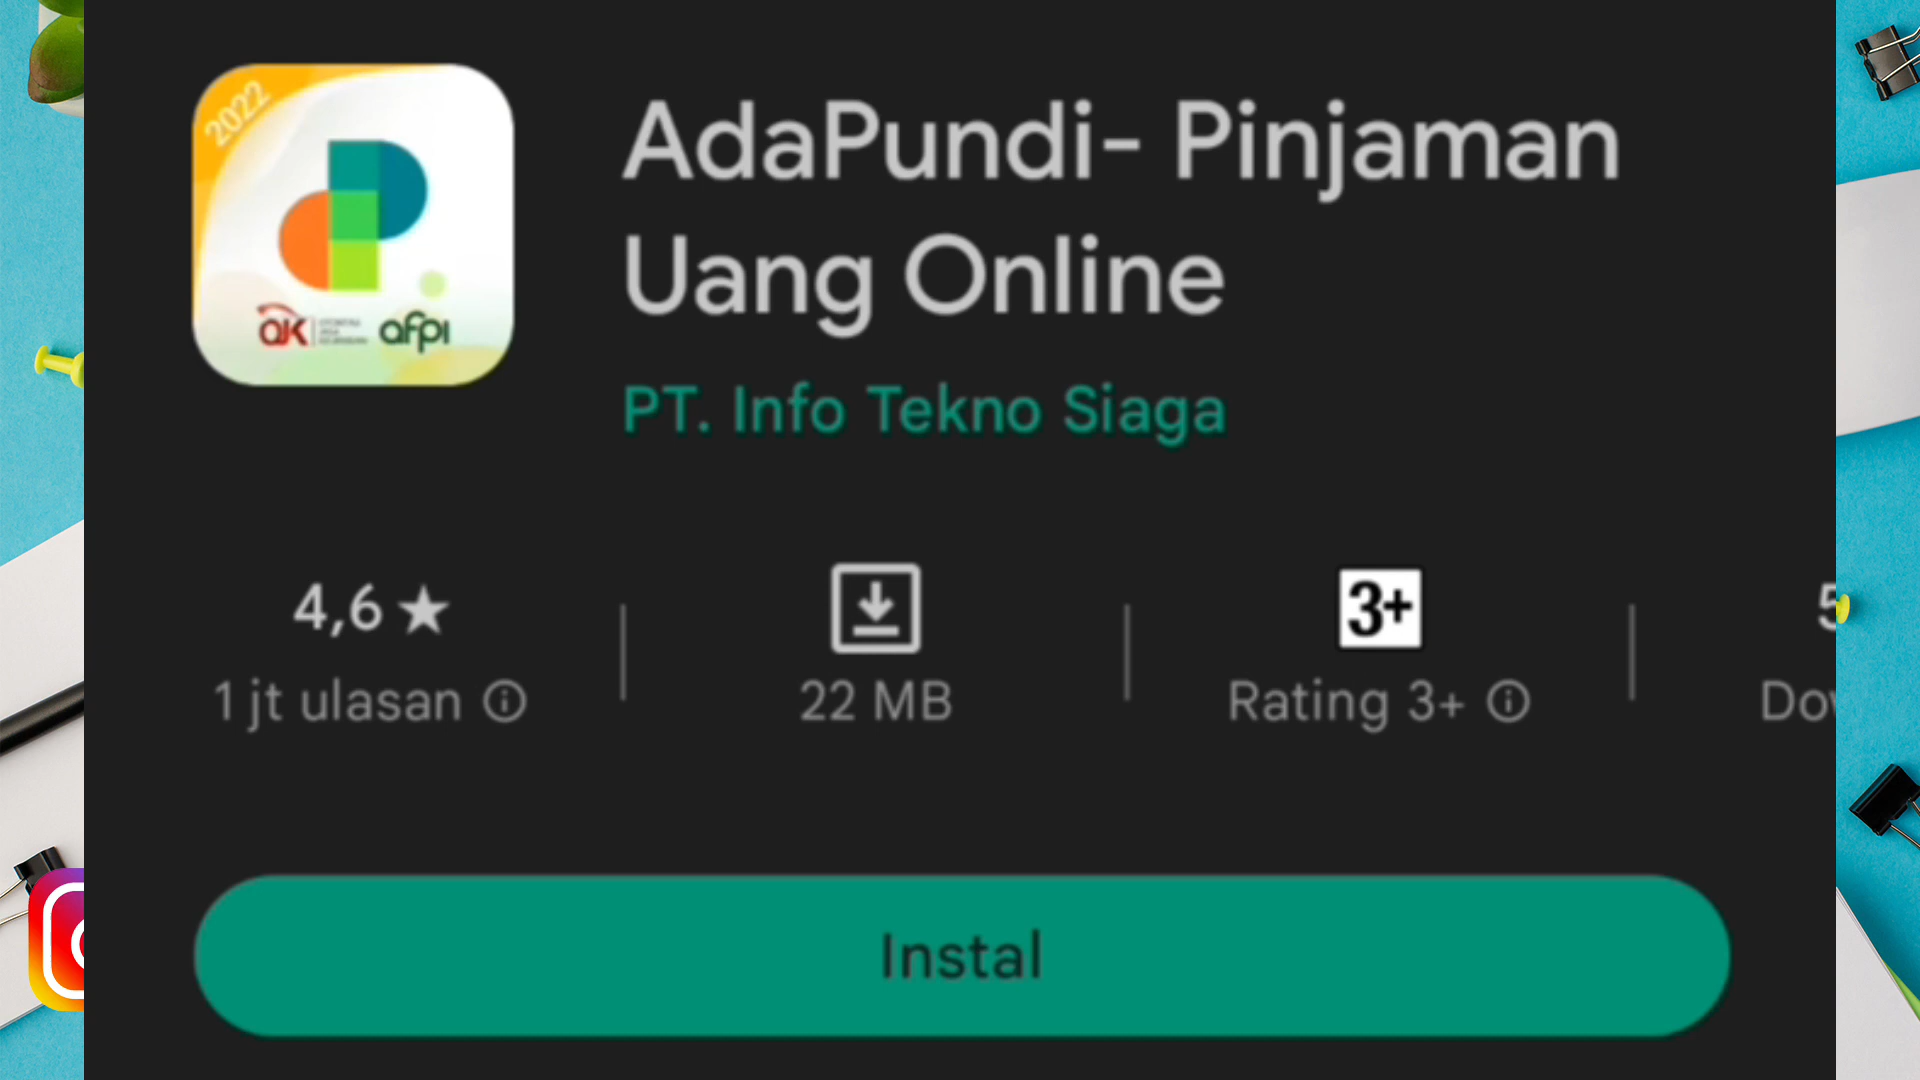 2022
AdaPundi- Pinjaman
Uang Online
afpi
PT. Info Tekno Siaga
4,6 ★
1 jt ulasan
22 MB
3+
Rating 3+
Instal